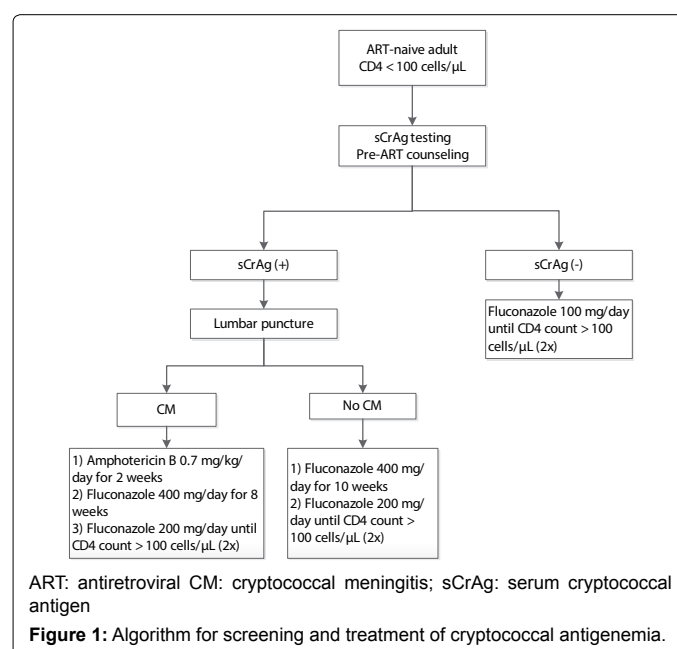 ART-naive adult
CD4 < 100 cells/µL
sCrAg testing
Pre-ART counseling
sCrAg (+)
sCrAg (-)
Lumbar puncture
Fluconazole 100 mg/day
until CD4 count > 100
cells/µL (2x)
CM
No CM
1) Amphotericin B 0.7 mg/kg/
day for 2 weeks
2) Fluconazole 400 mg/day for 8
weeks
3) Fluconazole 200 mg/day until
CD4 count > 100 cells/µL (2x)
1) Fluconazole 400 mg/
day for 10 weeks
2) Fluconazole 200 mg/
day until CD4 count >
100 cells/µL (2x)
ART: antiretroviral CM: cryptococcal meningitis; sCrAg: serum cryptococcal
antigen
Figure 1: Algorithm for screening and treatment of cryptococcal antigenemia.